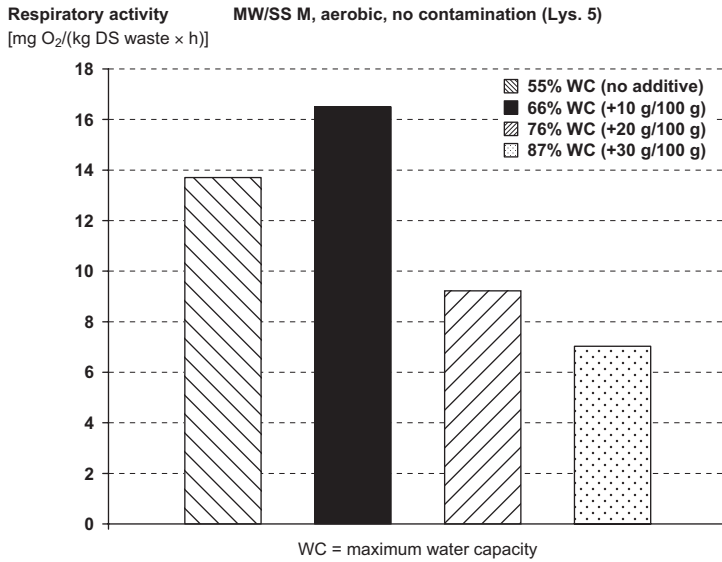 Respiratory activity MW/SS M, aerobic, no contamination (Lys. 5)
[mg O₂/(kg DS waste × h)]
18
16
14
12
10
8
6
4
2
0
55% WC (no additive)
66% WC (+10 g/100 g)
76% WC (+20 g/100 g)
87% WC (+30 g/100 g)
WC = maximum water capacity